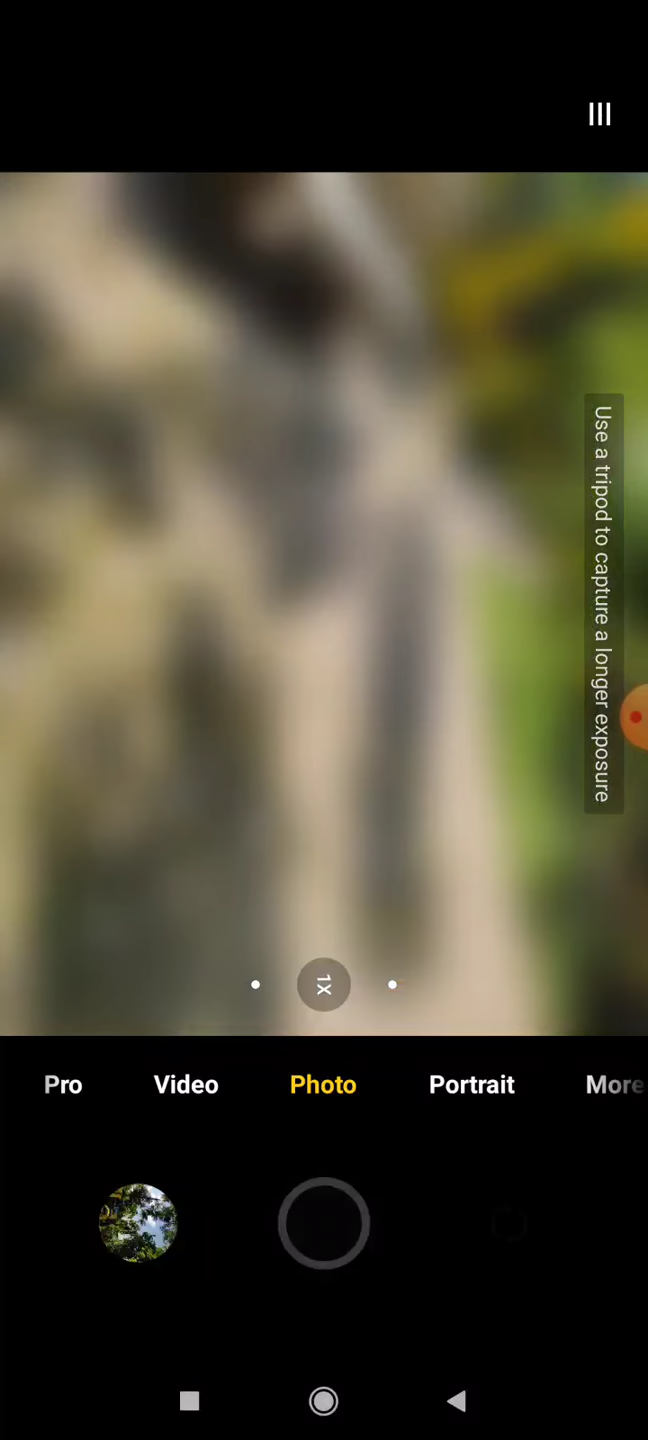 Use a tripod to capture a longer exposure
1X
Pro Video Photo Portrait More